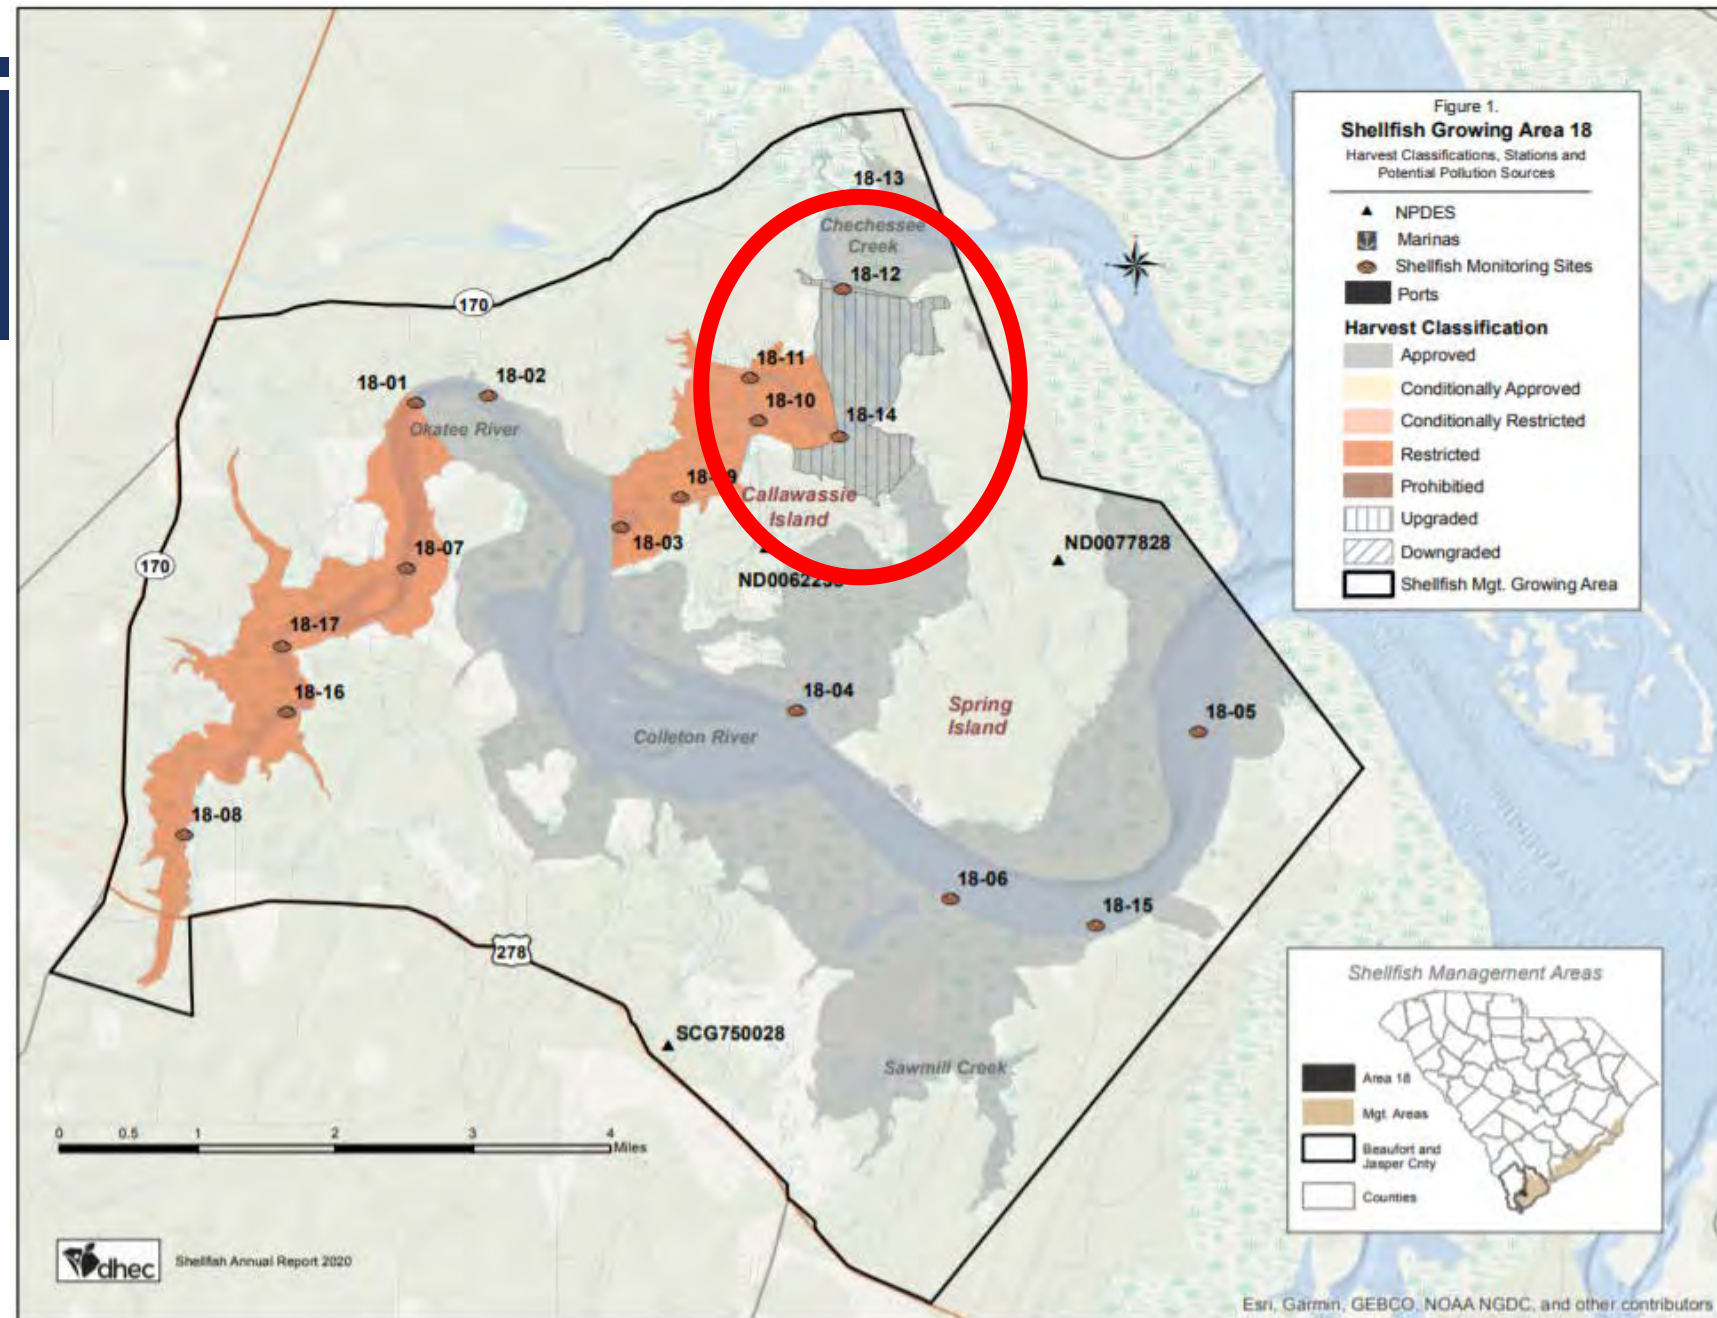 Figure 1.
Shellfish Growing Area 18
Harvest Classifications, Stations and
Potential Pollution Sources
NPDES
Marinas
Shellfish Monitoring Sites
Ports
Harvest Classification
Approved
Conditionally Approved
Conditionally Restricted
Restricted
Prohibitied
Upgraded
Downgraded
Shellfish Mgt. Growing Area
18-13
Chechessee
Creek
18-12
170
18-11
18-01
18-02
18-10
18-14
Okatee River
Callawassie
Island
18-03
18-07
170
ND0077828
18-17
18-16
18-04
Spring
Island
18-05
Colleton River
18-08
18-06
18-15
278
SCG750028
Sawmill Creek
Shellfish Management Areas
Area 18
Mgt. Areas
Beaufort and
Jasper Cnty
Counties
0 0.5 1 2 3 4
Miles
dhec
Shellfish Annual Report 2020
Esri, Garmin, GEBCO, NOAA NGDC, and other contributors